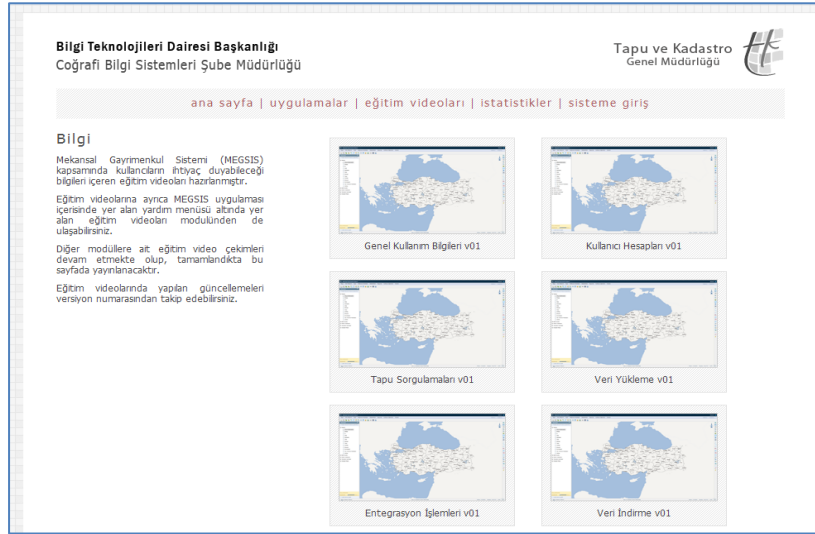 Bilgi Teknolojileri Dairesi Başkanlığı
Coğrafi Bilgi Sistemleri Şube Müdürlüğü
Tapu ve Kadastro
Genel Müdürlüğü
ana sayfa | uygulamalar | eğitim videoları | istatistikler | sisteme giriş
Bilgi
Mekansal Gayrimenkul Sistemi (MEGSIS)
kapsamında kullanıcıların ihtiyaç duyabileceği
bilgileri içeren eğitim videoları hazırlanmıştır.
Eğitim videolarına ayrıca MEGSIS uygulaması
içerisinde yer alan yardım menüsü altında yer
alan eğitim videoları modulünden de
ulaşabilirsiniz.
Diğer modüllere ait eğitim video çekimleri
devam etmekte olup, tamamlandıkta bu
sayfada yayınlanacaktır.
Eğitim videolarında yapılan güncellemeleri
versiyon numarasından takip edebilirsiniz.
Genel Kullanım Bilgileri v01
Kullanıcı Hesapları v01
Tapu Sorgulamaları v01
Veri Yükleme v01
Entegrasyon İşlemleri v01
Veri İndirme v01